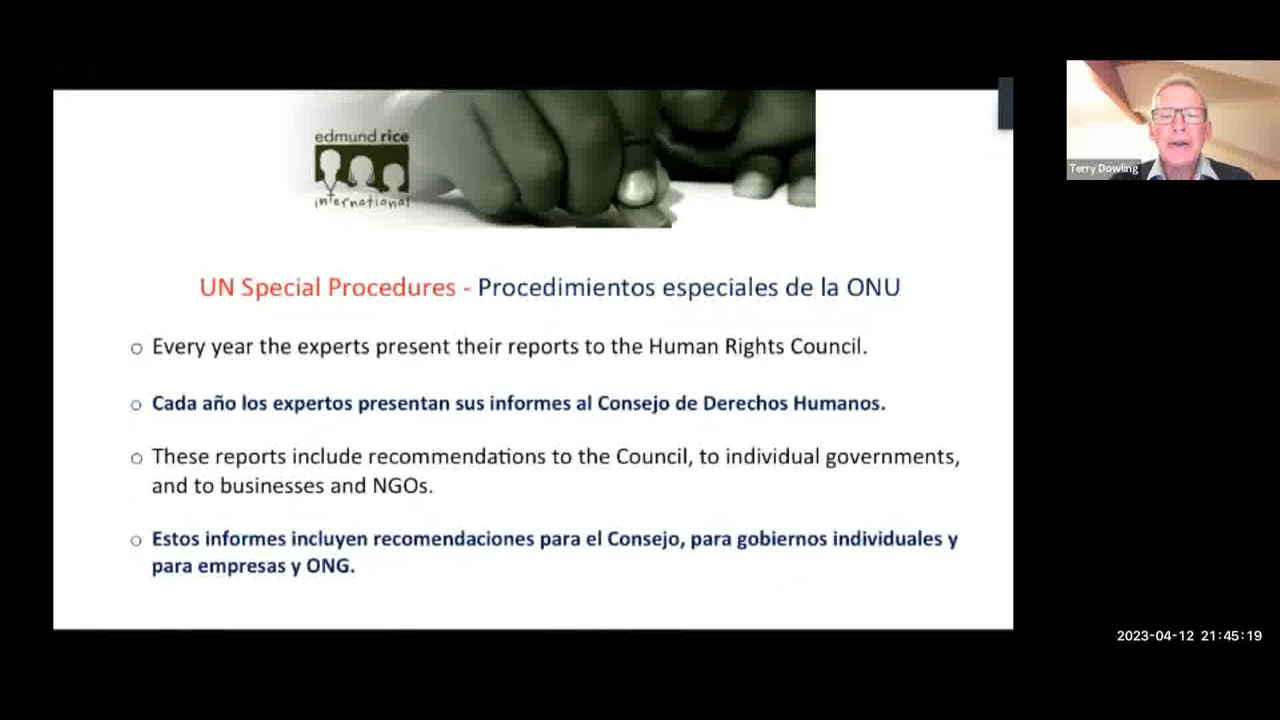 edmund rice
international
Terry Dowling
UN Special Procedures - Procedimientos especiales de la ONU
Every year the experts present their reports to the Human Rights Council.
Cada año los expertos presentan sus informes al Consejo de Derechos Humanos.
These reports include recommendations to the Council, to individual governments,
and to businesses and NGOs.
Estos informes incluyen recomendaciones para el Consejo, para gobiernos individuales y
para empresas y ONG.
2023-04-12 21:45:19